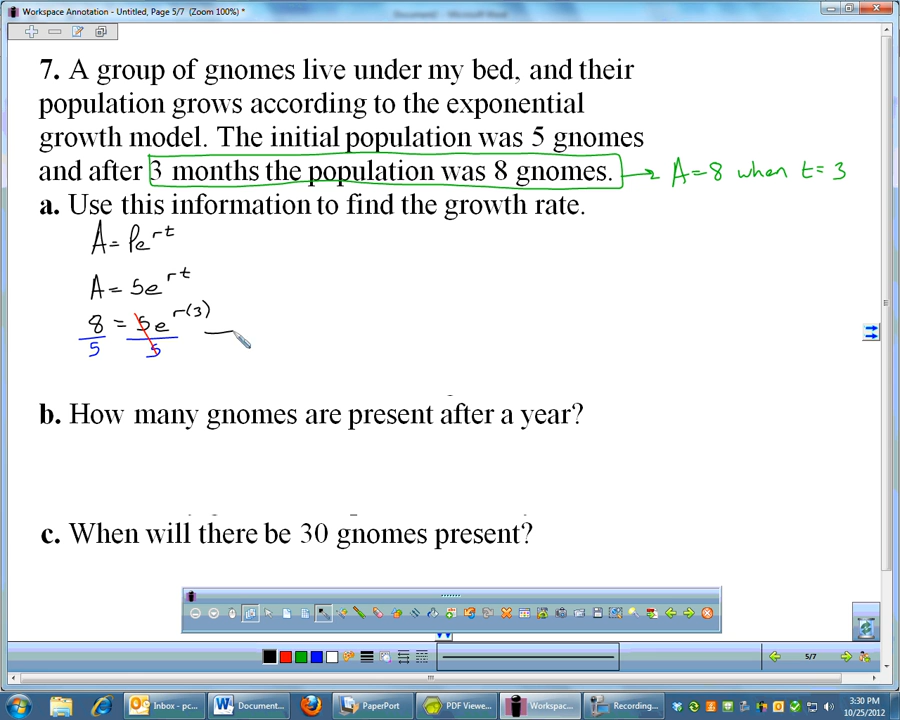 Workspace Annotation - Untitled, Page 5/7 (Zoom 100%) *
7. A group of gnomes live under my bed, and their
population grows according to the exponential
growth model. The initial population was 5 gnomes
and after 3 months the population was 8 gnomes. → A=8 when t=3
a. Use this information to find the growth rate.
A=Pe^rt
A = 5e^rt
8 = 5e^r(3)
5 5
b. How many gnomes are present after a year?
c. When will there be 30 gnomes present?
5/7
Inbox - pc...
Document...
PaperPort
PDF Viewe...
Workspac...
Recording...
3:30 PM
10/25/2012